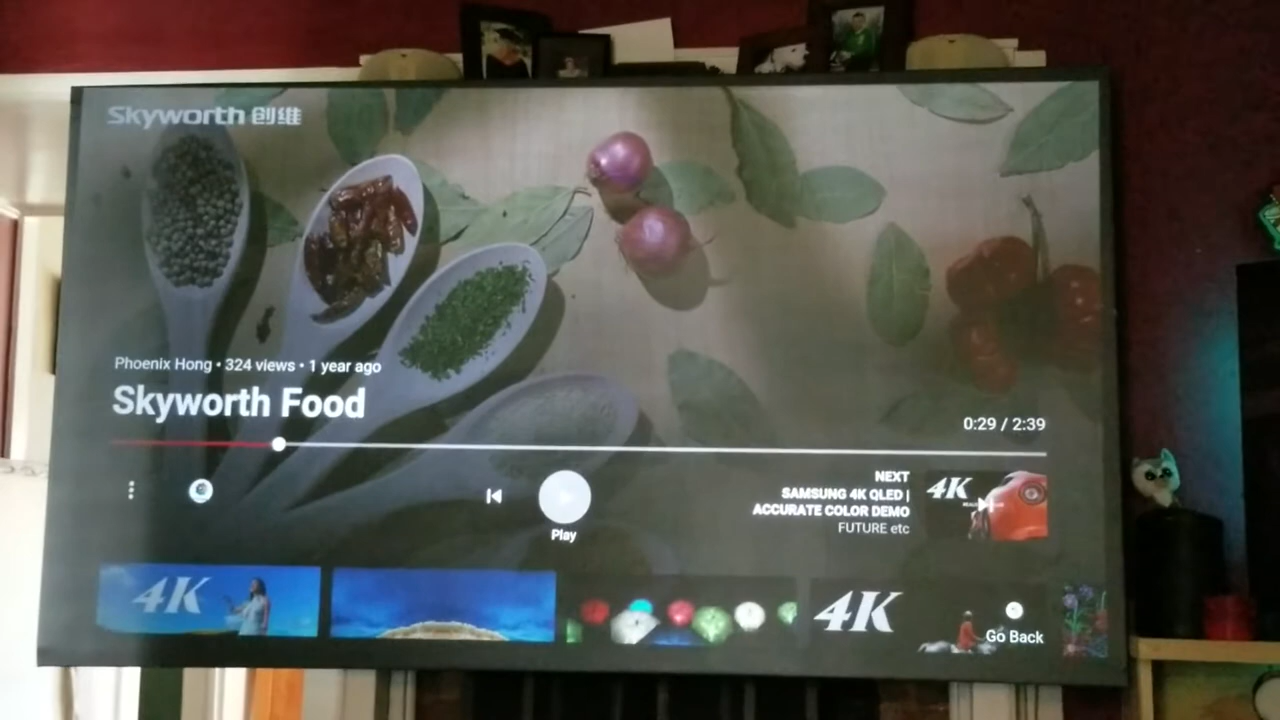 Skyworth 创维
Phoenix Hong • 324 views • 1 year ago
Skyworth Food
0:29 / 2:39
NEXT
SAMSUNG 4K QLED |
ACCURATE COLOR DEMO
FUTURE etc
4K
Play
4K
4K
Go Back